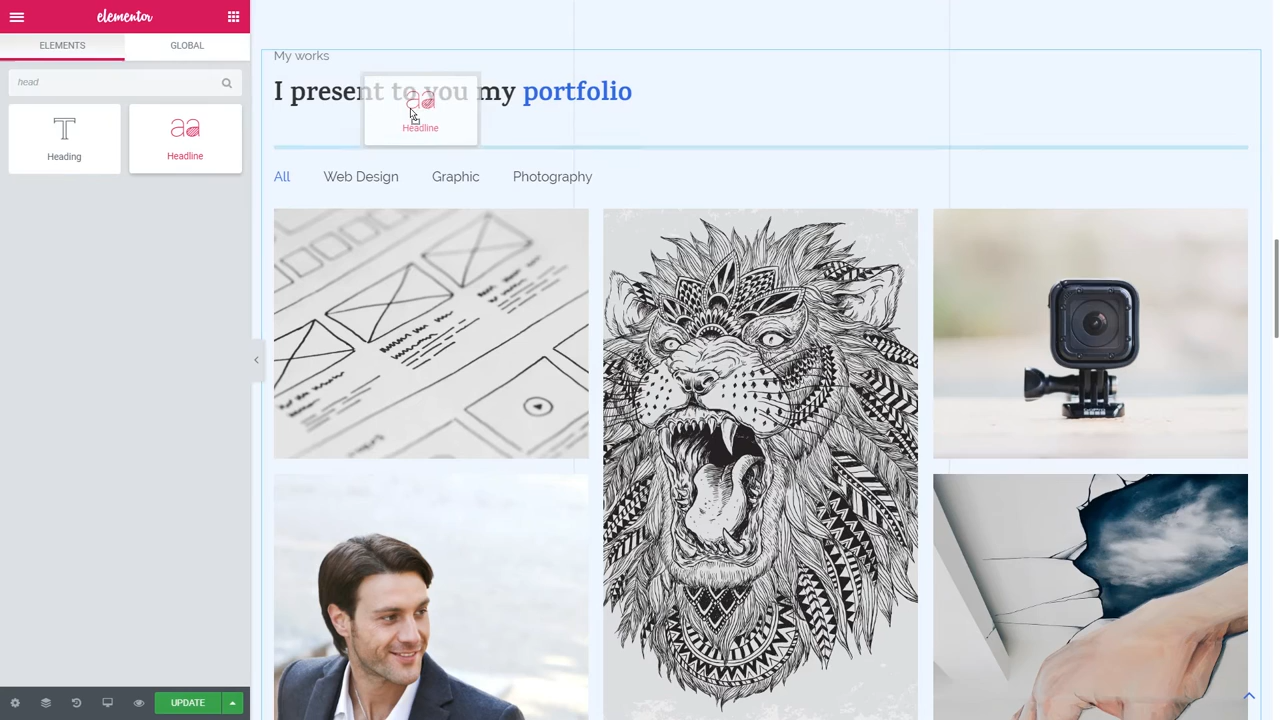 elementor
ELEMENTS
GLOBAL
head
Heading
Headline
UPDATE
My works
I present to you my portfolio
Headline
All
Web Design
Graphic
Photography